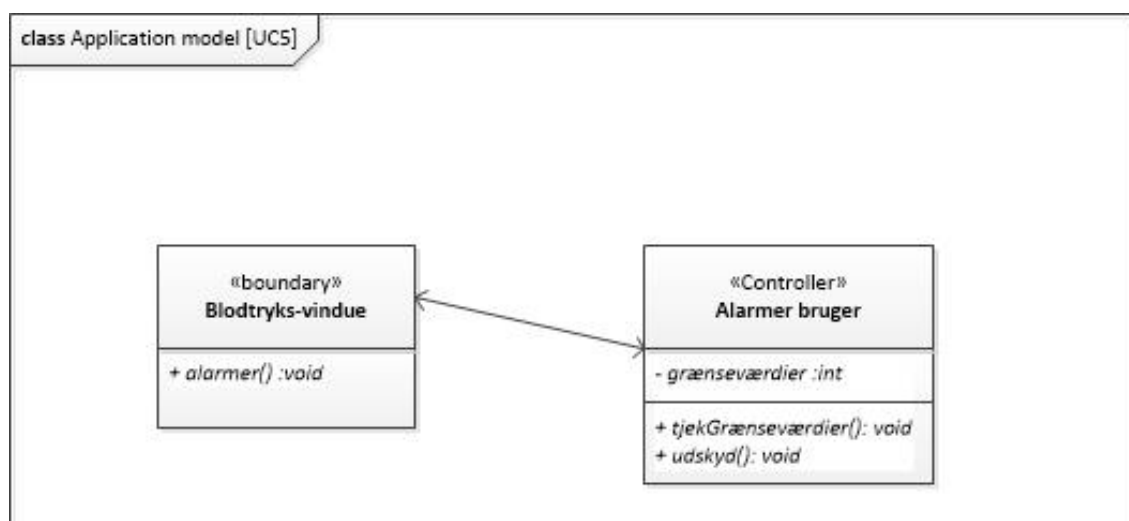 class Application model [UC5]
«boundary»
Blodtryks-vindue
+ alarmer() :void
«Controller»
Alarmer bruger
- grænseværdier :int
+ tjekGrænseværdier(): void
+ udskyd(): void